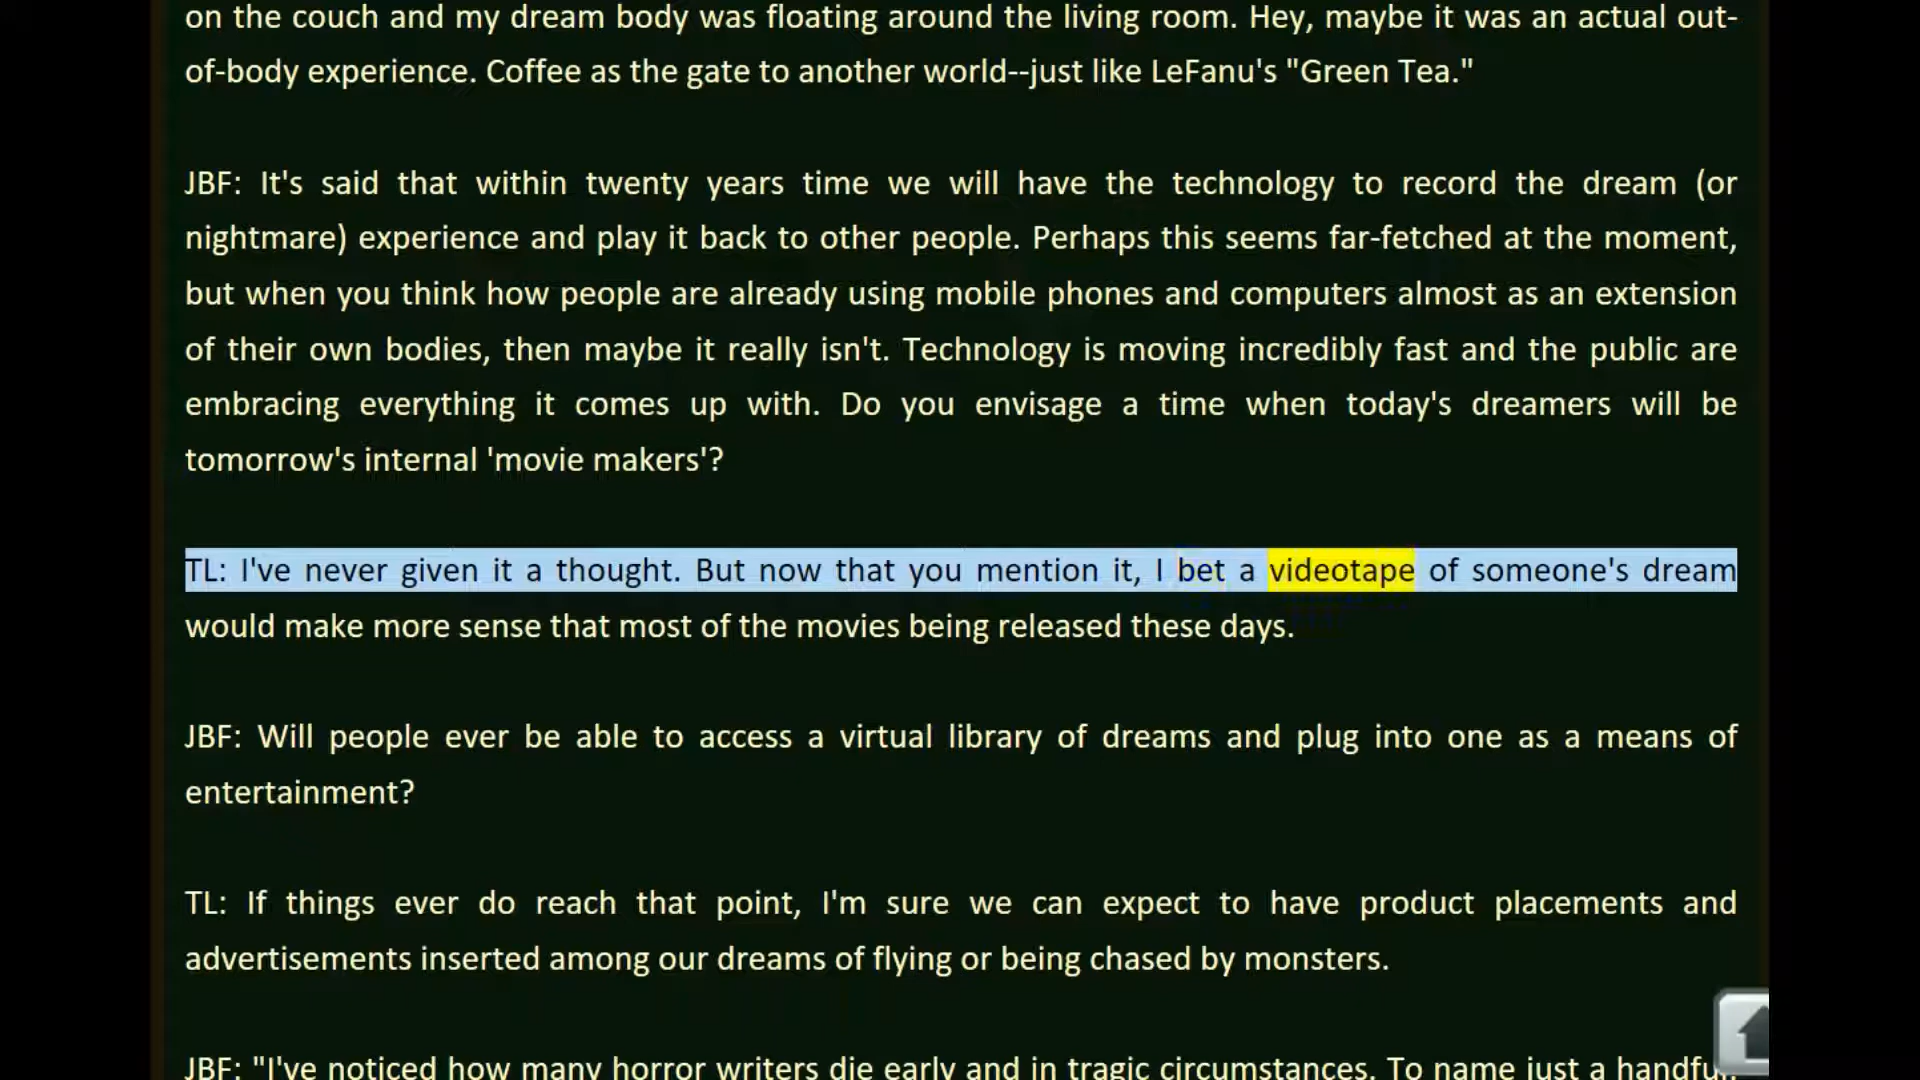 on the couch and my dream body was floating around the living room. Hey, maybe it was an actual out-
of-body experience. Coffee as the gate to another world--just like LeFanu's "Green Tea."
JBF: It's said that within twenty years time we will have the technology to record the dream (or
nightmare) experience and play it back to other people. Perhaps this seems far-fetched at the moment,
but when you think how people are already using mobile phones and computers almost as an extension
of their own bodies, then maybe it really isn't. Technology is moving incredibly fast and the public are
embracing everything it comes up with. Do you envisage a time when today's dreamers will be
tomorrow's internal 'movie makers'?
TL: I've never given it a thought. But now that you mention it, I bet a videotape of someone's dream
would make more sense that most of the movies being released these days.
JBF: Will people ever be able to access a virtual library of dreams and plug into one as a means of
entertainment?
TL: If things ever do reach that point, I'm sure we can expect to have product placements and
advertisements inserted among our dreams of flying or being chased by monsters.
JBF: "I've noticed how many horror writers die early and in tragic circumstances. To name just a handful: